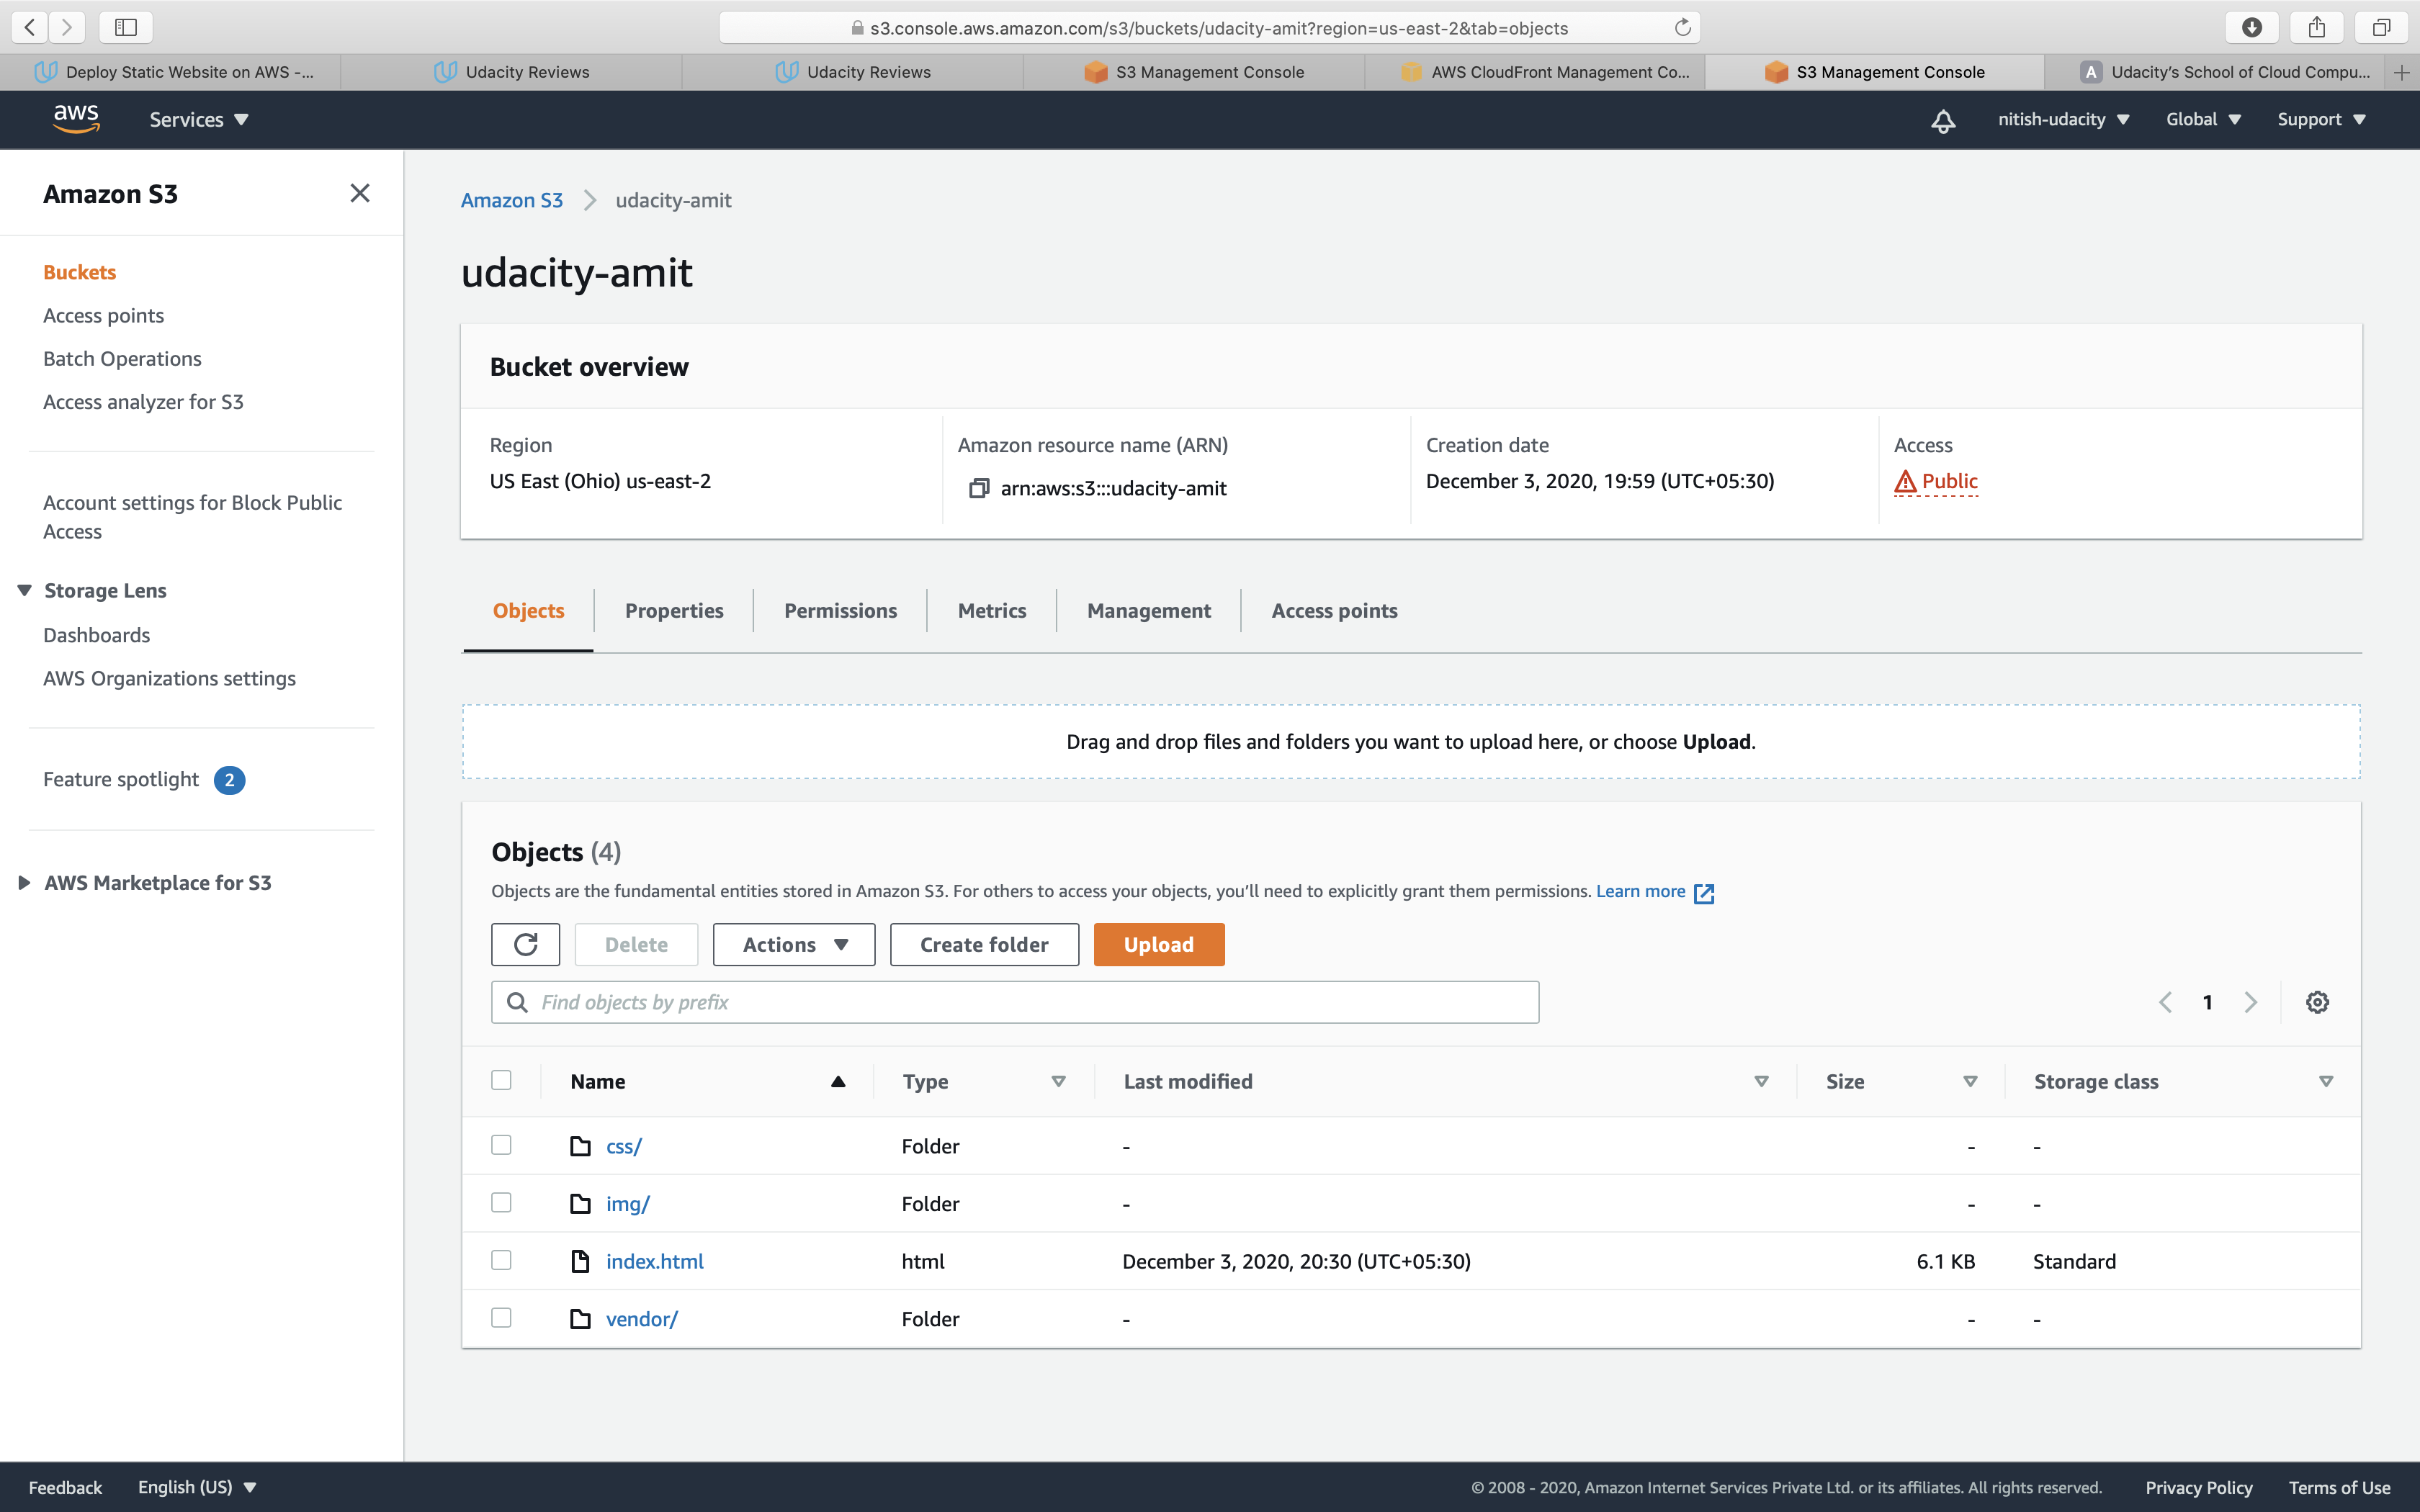 s3.console.aws.amazon.com/s3/buckets/udacity-amit?region=us-east-2&tab=objects
Deploy Static Website on AWS -...
Udacity Reviews
Udacity Reviews
S3 Management Console
AWS CloudFront Management Co...
S3 Management Console
A Udacity's School of Cloud Compu...
aws
Services
nitish-udacity
Global
Support
Amazon S3
Buckets
Access points
Batch Operations
Access analyzer for S3
Account settings for Block Public
Access
Storage Lens
Dashboards
AWS Organizations settings
Feature spotlight 2
AWS Marketplace for S3
Amazon S3 > udacity-amit
udacity-amit
Bucket overview
Region
US East (Ohio) us-east-2
Amazon resource name (ARN)
arn:aws:s3:::udacity-amit
Creation date
December 3, 2020, 19:59 (UTC+05:30)
Access
Public
Objects
Properties
Permissions
Metrics
Management
Access points
Drag and drop files and folders you want to upload here, or choose Upload.
Objects (4)
Objects are the fundamental entities stored in Amazon S3. For others to access your objects, you'll need to explicitly grant them permissions. Learn more
Delete
Actions
Create folder
Upload
Find objects by prefix
1
Name Type Last modified Size Storage class
css/ Folder - - -
img/ Folder - - -
index.html html December 3, 2020, 20:30 (UTC+05:30) 6.1 KB Standard
vendor/ Folder - - -
Feedback
English (US)
© 2008 - 2020, Amazon Internet Services Private Ltd. or its affiliates. All rights reserved.
Privacy Policy
Terms of Use